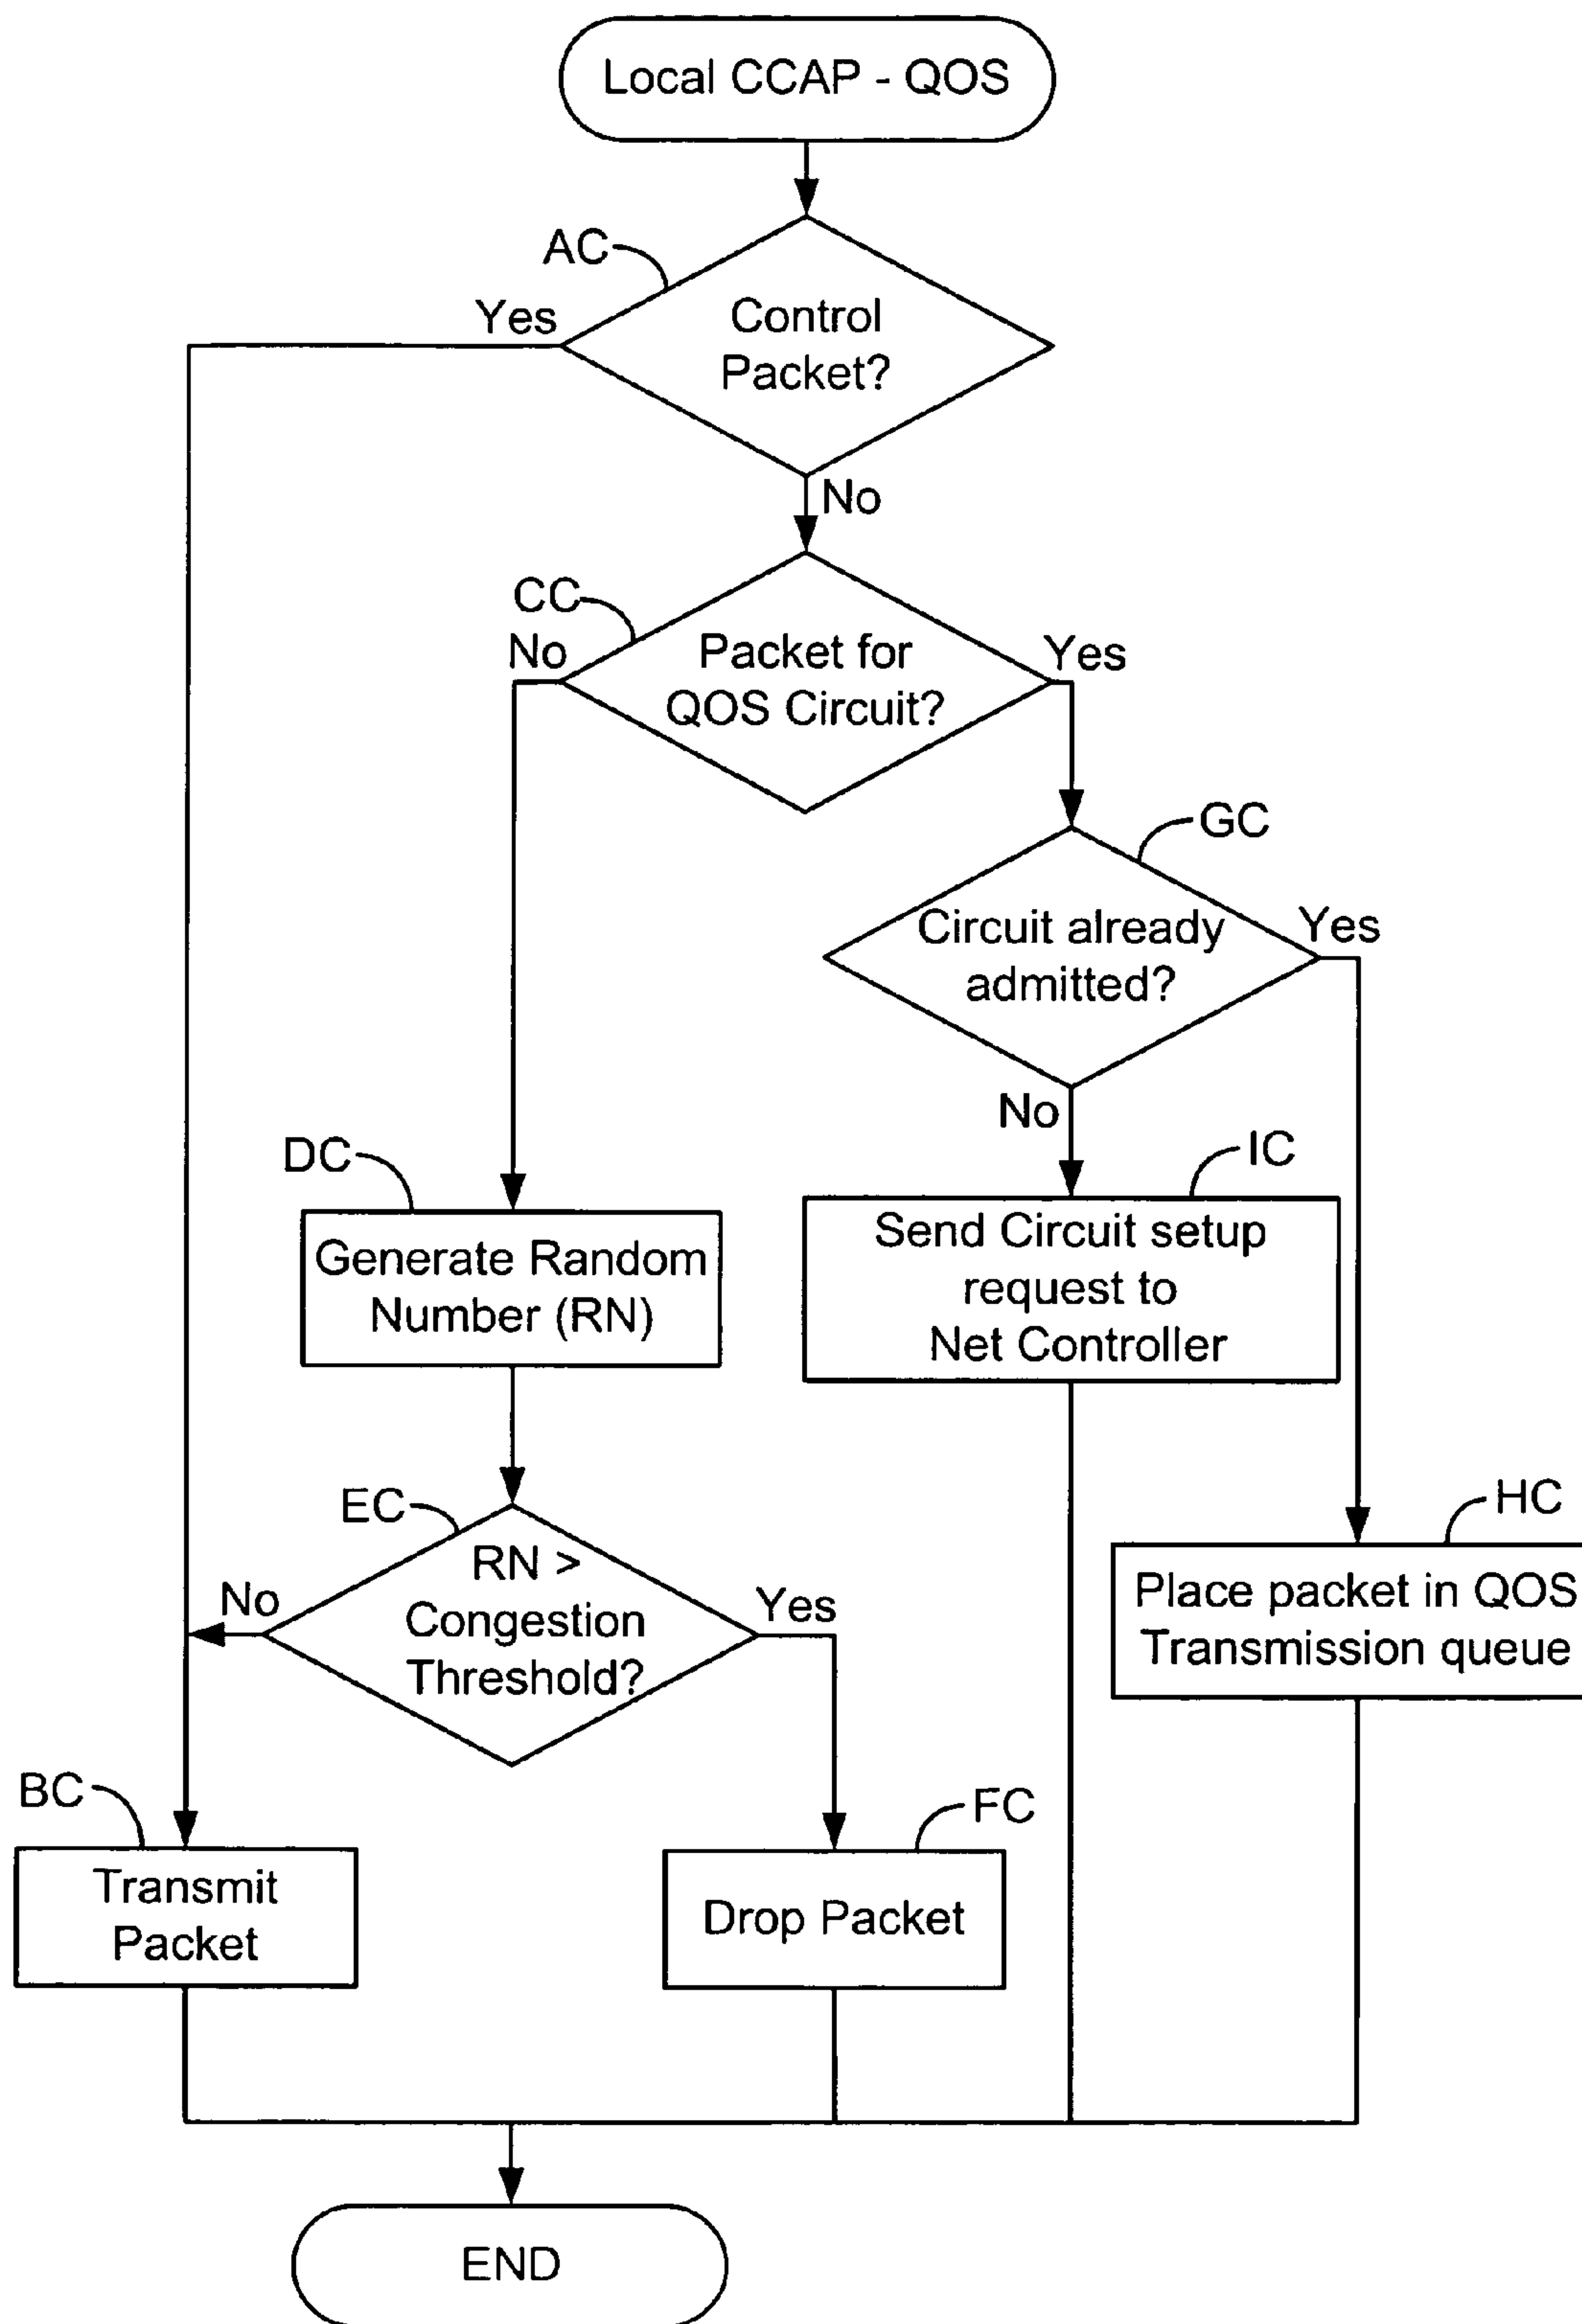 Local CCAP - QOS
AC
Yes
Control
Packet?
No
CC
No
Packet for
QOS Circuit?
Yes
GC
Circuit already
admitted?
Yes
No
DC
IC
Generate Random
Number (RN)
Send Circuit setup
request to
Net Controller
EC
HC
No
RN >
Congestion
Threshold?
Yes
Place packet in QOS
Transmission queue
BC
FC
Transmit
Packet
Drop Packet
END